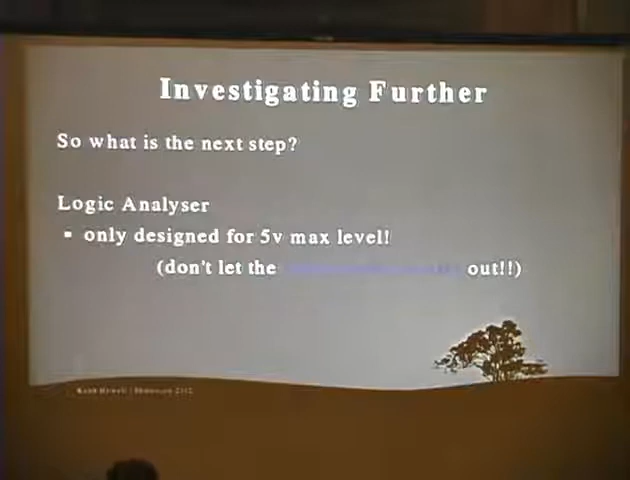 Investigating Further
So what is the next step?
Logic Analyser
▪ only designed for 5v max level!
(don't let the out!!)